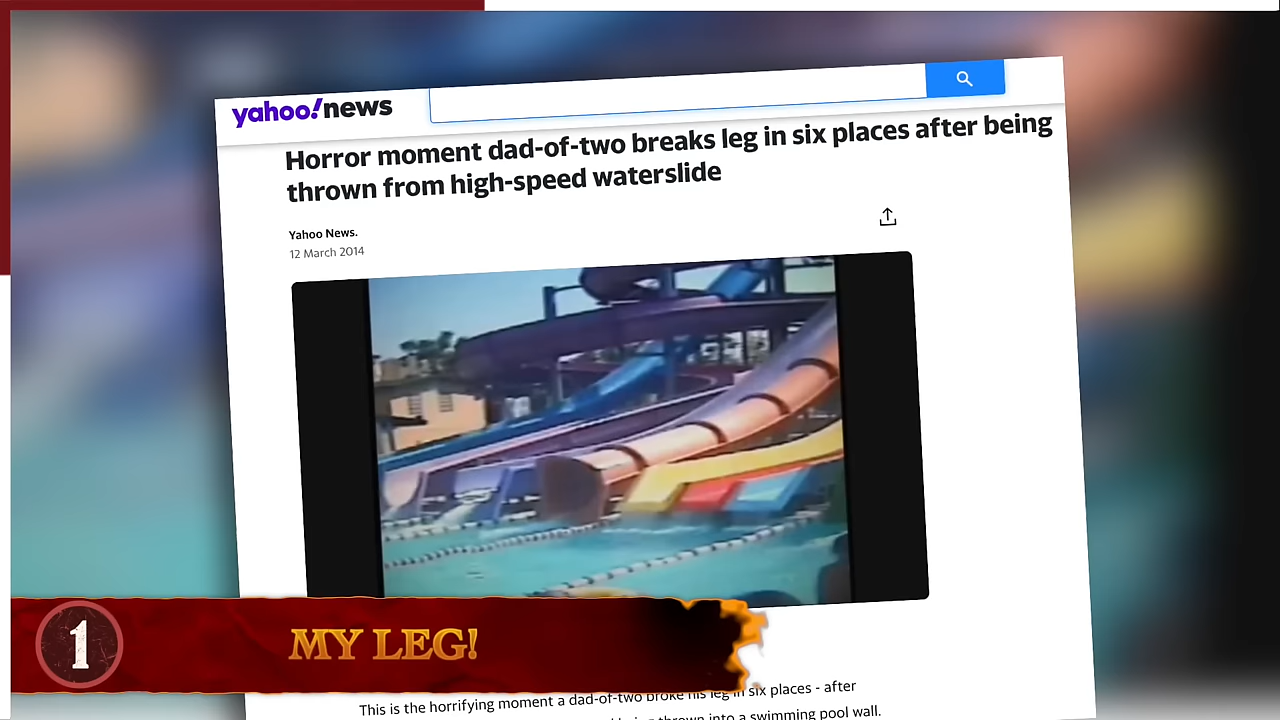 yahoo!news
Horror moment dad-of-two breaks leg in six places after being
thrown from high-speed waterslide
Yahoo News.
12 March 2014
1
MY LEG!
This is the horrifying moment a dad-of-two broke his leg in six places - after
being thrown into a swimming pool wall.